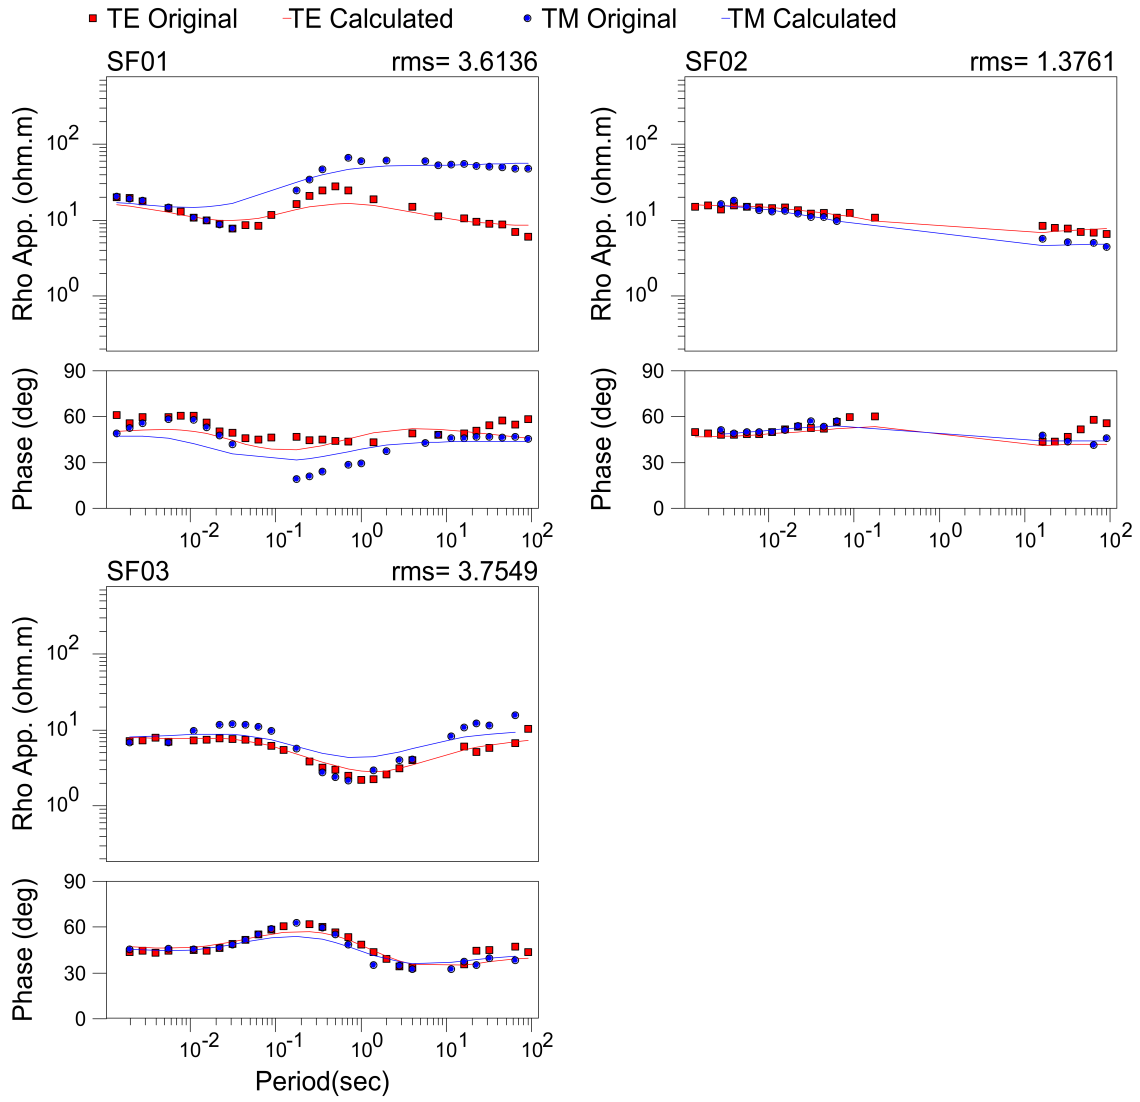 TE Original TE Calculated TM Original TM Calculated
SF01 rms= 3.6136
Rho App. (ohm.m)
10^2
10^1
10^0
Phase (deg)
90
60
30
0
10^-2 10^-1 10^0 10^1 10^2
SF02 rms= 1.3761
Rho App. (ohm.m)
10^2
10^1
10^0
Phase (deg)
90
60
30
0
10^-2 10^-1 10^0 10^1 10^2
SF03 rms= 3.7549
Rho App. (ohm.m)
10^2
10^1
10^0
Phase (deg)
90
60
30
0
10^-2 10^-1 10^0 10^1 10^2
Period(sec)